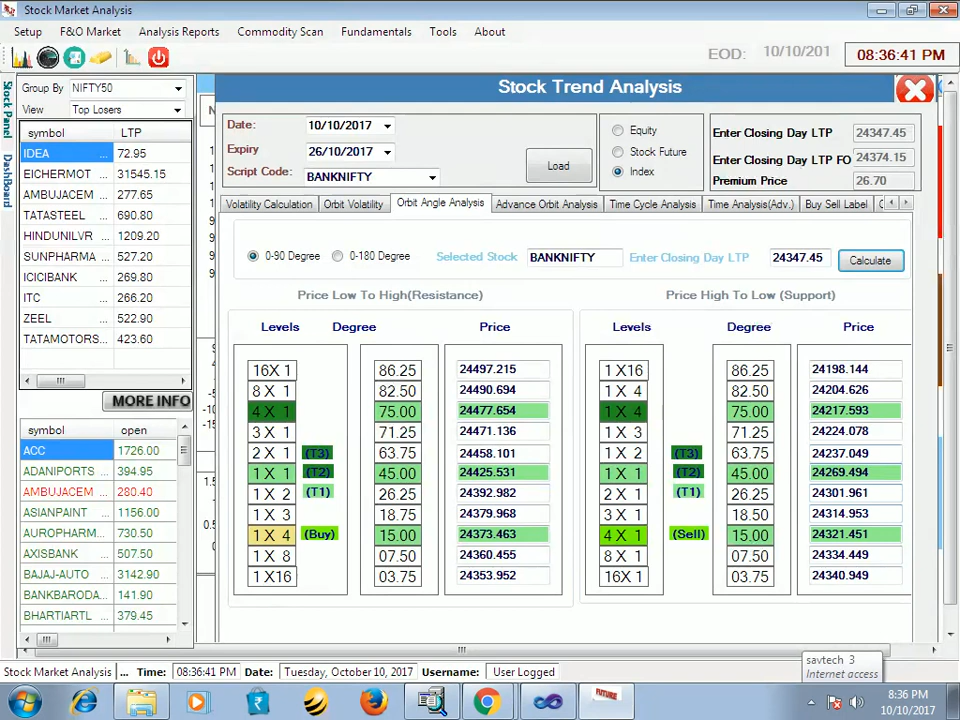 Stock Market Analysis
Setup F&O Market Analysis Reports Commodity Scan Fundamentals Tools About
EOD: 10/10/201 08:36:41 PM
Stock Panel
DashBoard
Group By NIFTY50
View Top Losers
symbol LTP
IDEA ... 72.95
EICHERMOT ... 31545.15
AMBUJACEM ... 277.65
TATASTEEL ... 690.80
HINDUNILVR ... 1209.20
SUNPHARMA ... 527.20
ICICIBANK ... 269.80
ITC ... 266.20
ZEEL ... 522.90
TATAMOTORS... 423.60
MORE INFO
symbol open
ACC ... 1726.00
ADANIPORTS ... 394.95
AMBUJACEM ... 280.40
ASIANPAINT ... 1156.00
AUROPHARM... 730.50
AXISBANK ... 507.50
BAJAJ-AUTO ... 3142.90
BANKBARODA... 141.90
BHARTIARTL ... 379.45
Stock Trend Analysis
Date: 10/10/2017
Expiry 26/10/2017
Script Code: BANKNIFTY
Load
Equity
Stock Future
Index
Enter Closing Day LTP 24347.45
Enter Closing Day LTP FO 24374.15
Premium Price 26.70
Volatility Calculation Orbit Volatility Orbit Angle Analysis Advance Orbit Analysis Time Cycle Analysis Time Analysis(Adv.) Buy Sell Label
0-90 Degree 0-180 Degree Selected Stock BANKNIFTY Enter Closing Day LTP 24347.45 Calculate
Price Low To High(Resistance)
Levels Degree Price
16X 1 86.25 24497.215
8 X 1 82.50 24490.694
4 X 1 75.00 24477.654
3 X 1 71.25 24471.136
2 X 1 (T3) 63.75 24458.101
1 X 1 (T2) 45.00 24425.531
1 X 2 (T1) 26.25 24392.982
1 X 3 18.75 24379.968
1 X 4 (Buy) 15.00 24373.463
1 X 8 07.50 24360.455
1 X16 03.75 24353.952
Price High To Low (Support)
Levels Degree Price
1 X16 86.25 24198.144
1 X 4 82.50 24204.626
1 X 4 75.00 24217.593
1 X 3 71.25 24224.078
1 X 2 (T3) 63.75 24237.049
1 X 1 (T2) 45.00 24269.494
2 X 1 (T1) 26.25 24301.961
3 X 1 18.50 24314.953
4 X 1 (Sell) 15.00 24321.451
8 X 1 07.50 24334.449
16X 1 03.75 24340.949
Stock Market Analysis ... Time: 08:36:41 PM Date: Tuesday, October 10, 2017 Username: User Logged
savtech 3
Internet access
FUTURE
8:36 PM
10/10/2017